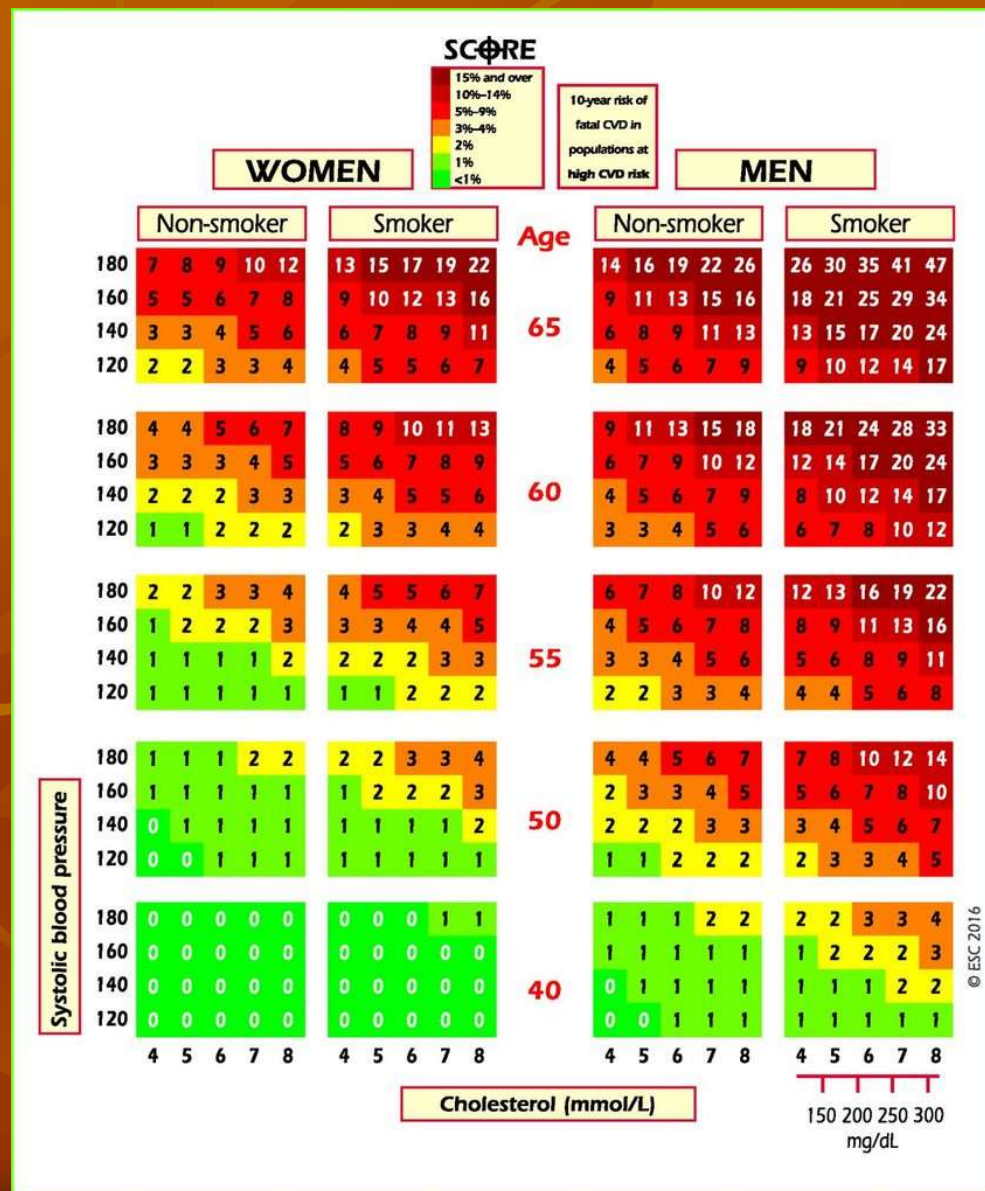 SCORE
15% and over
10%–14%
5%–9%
3%–4%
2%
1%
<1%
10-year risk of
fatal CVD in
populations at
high CVD risk
WOMEN MEN
Non-smoker Smoker Age Non-smoker Smoker
180 7 8 9 10 12 13 15 17 19 22 14 16 19 22 26 26 30 35 41 47
160 5 5 6 7 8 9 10 12 13 16 9 11 13 15 16 18 21 25 29 34
65
140 3 3 4 5 6 6 7 8 9 11 6 8 9 11 13 13 15 17 20 24
120 2 2 3 3 4 4 5 5 6 7 4 5 6 7 9 9 10 12 14 17
180 4 4 5 6 7 8 9 10 11 13 9 11 13 15 18 18 21 24 28 33
160 3 3 3 4 5 5 6 7 8 9 6 7 9 10 12 12 14 17 20 24
60
140 2 2 2 3 3 3 4 5 5 6 4 5 6 7 9 8 10 12 14 17
120 1 1 2 2 2 2 3 3 4 4 3 3 4 5 6 6 7 8 10 12
180 2 2 3 3 4 4 5 5 6 7 6 7 8 10 12 12 13 16 19 22
160 1 2 2 2 3 3 3 4 4 5 4 5 6 7 8 8 9 11 13 16
55
140 1 1 1 1 2 2 2 2 3 3 3 3 4 5 6 5 6 8 9 11
120 1 1 1 1 1 1 1 2 2 2 2 2 3 3 4 4 4 5 6 8
180 1 1 1 2 2 2 2 3 3 4 4 4 5 6 7 7 8 10 12 14
160 1 1 1 1 1 1 2 2 2 3 2 3 3 4 5 5 6 7 8 10
50
140 0 1 1 1 1 1 1 1 1 2 2 2 2 3 3 3 4 5 6 7
120 0 0 1 1 1 1 1 1 1 1 1 1 2 2 2 2 3 3 4 5
180 0 0 0 0 0 0 0 0 1 1 1 1 1 2 2 2 2 3 3 4
160 0 0 0 0 0 0 0 0 0 0 1 1 1 1 1 1 2 2 2 3
40
140 0 0 0 0 0 0 0 0 0 0 0 1 1 1 1 1 1 1 2 2
120 0 0 0 0 0 0 0 0 0 0 0 0 1 1 1 1 1 1 1 1
4 5 6 7 8 4 5 6 7 8 4 5 6 7 8 4 5 6 7 8
Systolic blood pressure
© ESC 2016
Cholesterol (mmol/L)
150 200 250 300
mg/dL